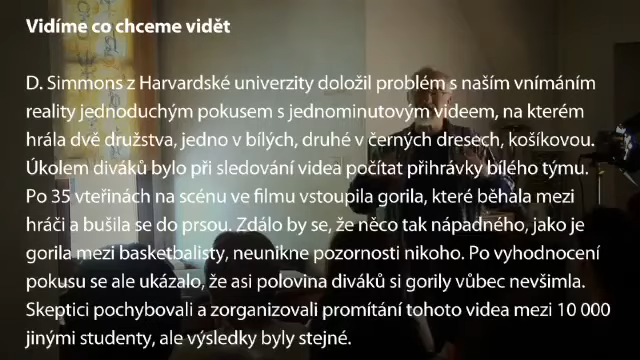 Vidíme co chceme vidět
D. Simmons z Harvardské univerzity doložil problém s naším vnímáním
reality jednoduchým pokusem s jednominutovým videem, na kterém
hrála dvě družstva, jedno v bílých, druhé v černých dresech, košíkovou.
Úkolem diváků bylo při sledování videa počítat přihrávky bílého týmu.
Po 35 vteřinách na scénu ve filmu vstoupila gorila, které běhala mezi
hráči a bušila se do prsou. Zdálo by se, že něco tak nápadného, jako je
gorila mezi basketbalisty, neunikne pozornosti nikoho. Po vyhodnocení
pokusu se ale ukázalo, že asi polovina diváků si gorily vůbec nevšimla.
Skeptici pochybovali a zorganizovali promítání tohoto videa mezi 10 000
jinými studenty, ale výsledky byly stejné.